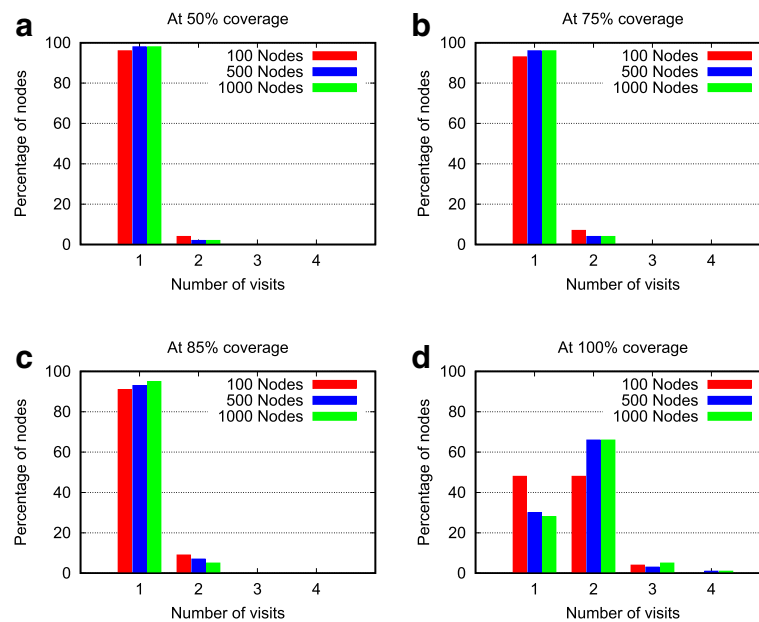 a
At 50% coverage
100
80
60
40
20
0
Percentage of nodes
100 Nodes
500 Nodes
1000 Nodes
1 2 3 4
Number of visits
b
At 75% coverage
100
80
60
40
20
0
Percentage of nodes
100 Nodes
500 Nodes
1000 Nodes
1 2 3 4
Number of visits
c
At 85% coverage
100
80
60
40
20
0
Percentage of nodes
100 Nodes
500 Nodes
1000 Nodes
1 2 3 4
Number of visits
d
At 100% coverage
100
80
60
40
20
0
Percentage of nodes
100 Nodes
500 Nodes
1000 Nodes
1 2 3 4
Number of visits